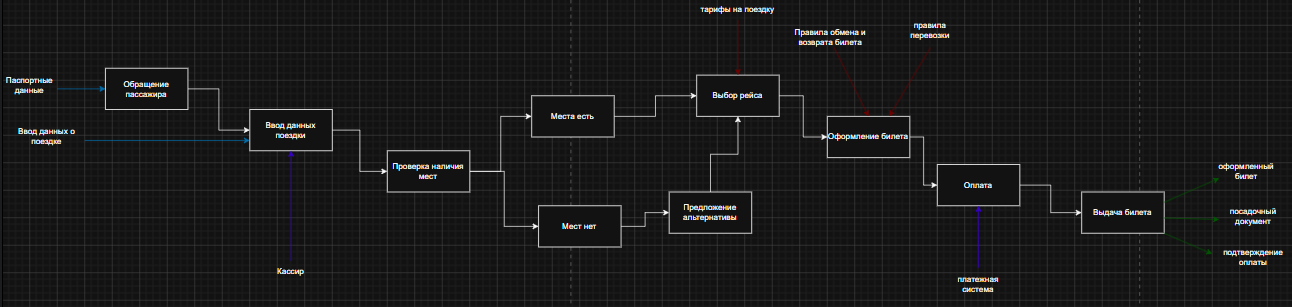 тарифы на поездку
Правила обмена и
возврата билета
правила
перевозки
Паспортные
данные
Обращение
пассажира
Выбор рейса
Ввод данных о
поездке
Ввод данных
поездки
Места есть
Оформление билета
Проверка наличия
мест
Оплата
оформленный
билет
Предложение
альтернативы
Мест нет
Выдача билета
посадочный
документ
подтверждение
оплаты
Кассир
платежная
система